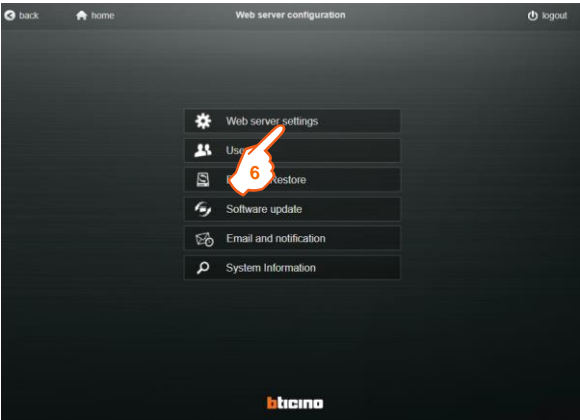 back
home
Web server configuration
logout
Web server settings
6
Restore
Software update
Email and notification
System Information
bticino